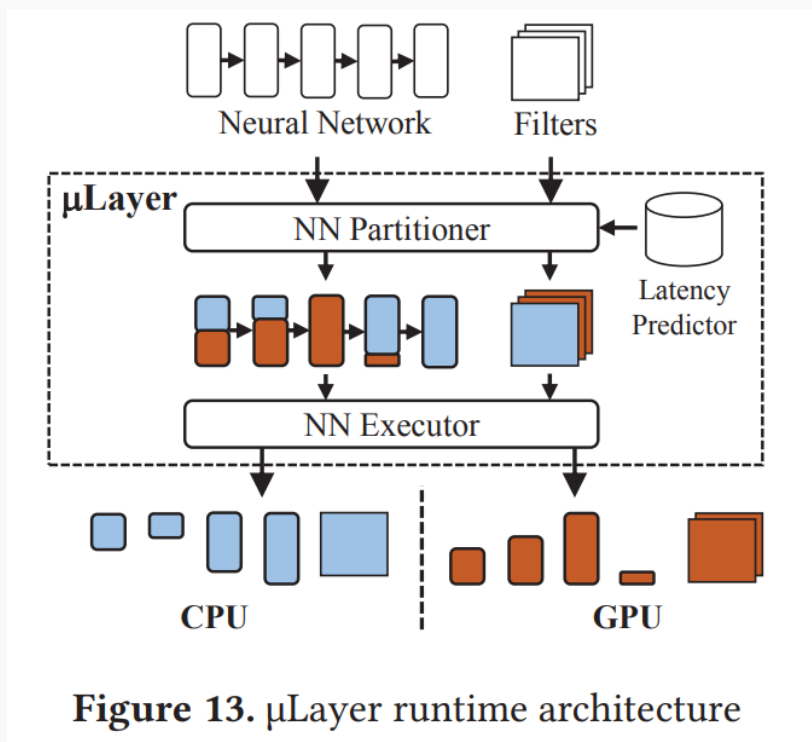 Neural Network
Filters
μLayer
NN Partitioner
Latency
Predictor
NN Executor
CPU
GPU
Figure 13. μLayer runtime architecture